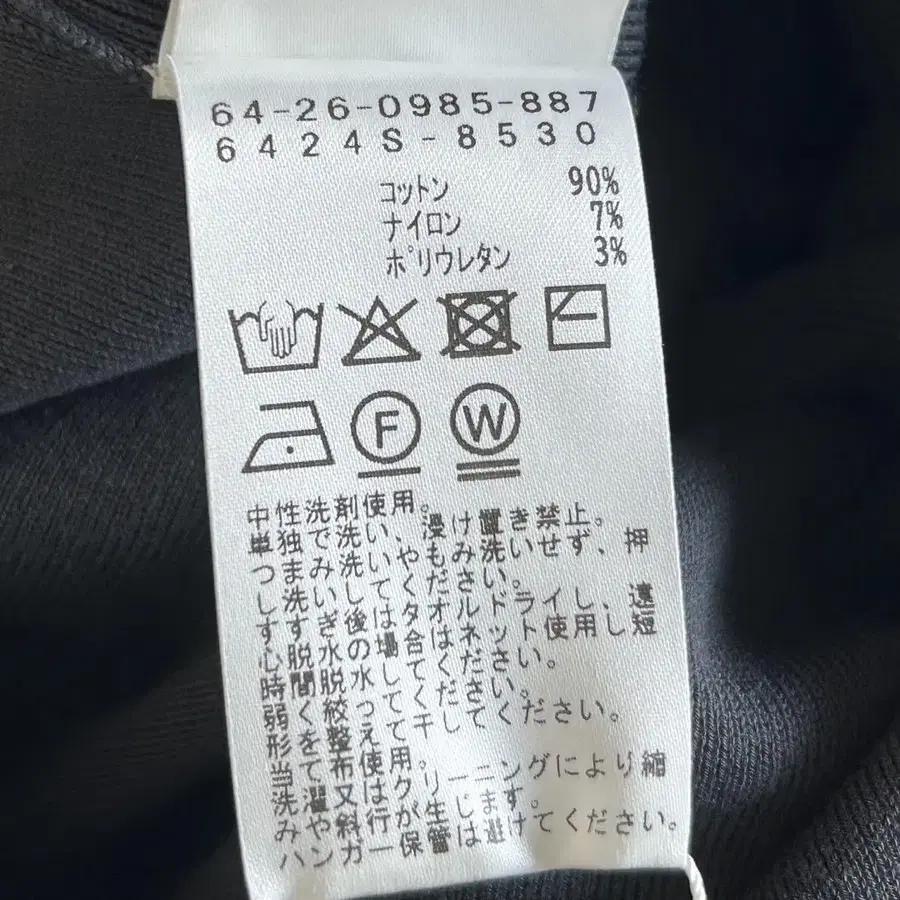 64-26-0985-887
6424S-8530
コットン 90%
ナイロン 7%
ポリウレタン 3%
F
W
中性洗剤使用。
単独で洗い、浸け置き禁止。
つまみ洗い、もみ洗いせず、押
し洗いしてください。
すすぎ後はタオルドライし、遠
心脱水の場合はネット使用し短
時間脱水してください。
弱く絞ってください。
形を整えて干してください。
当て布使用。
洗濯又はクリーニングにより縮
みや斜行が生じます。
ハンガー保管は避けてください。